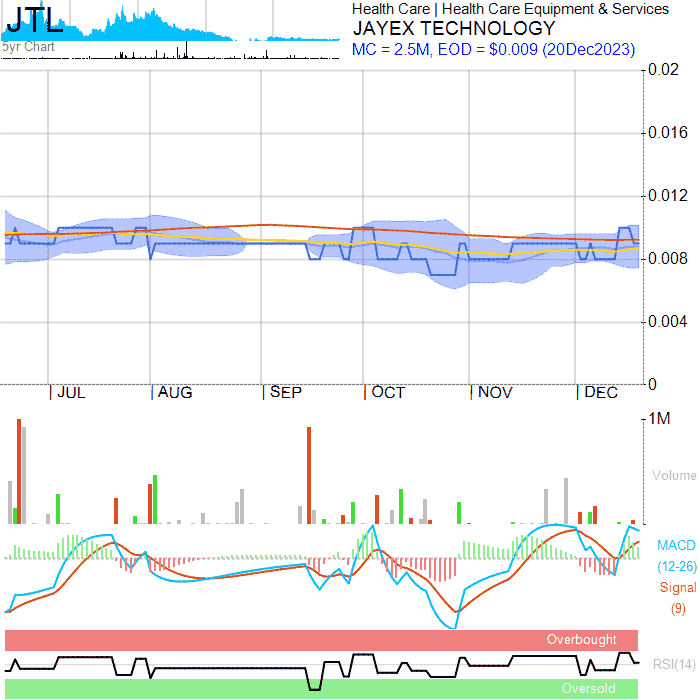 JTL
5yr Chart
Health Care | Health Care Equipment & Services
JAYEX TECHNOLOGY
MC = 2.5M, EOD = $0.009 (20Dec2023)
0.02
0.016
0.012
0.008
0.004
0
JUL
AUG
SEP
OCT
NOV
DEC
1M
Volume
MACD
(12-26)
Signal
(9)
Overbought
RSI(14)
Oversold